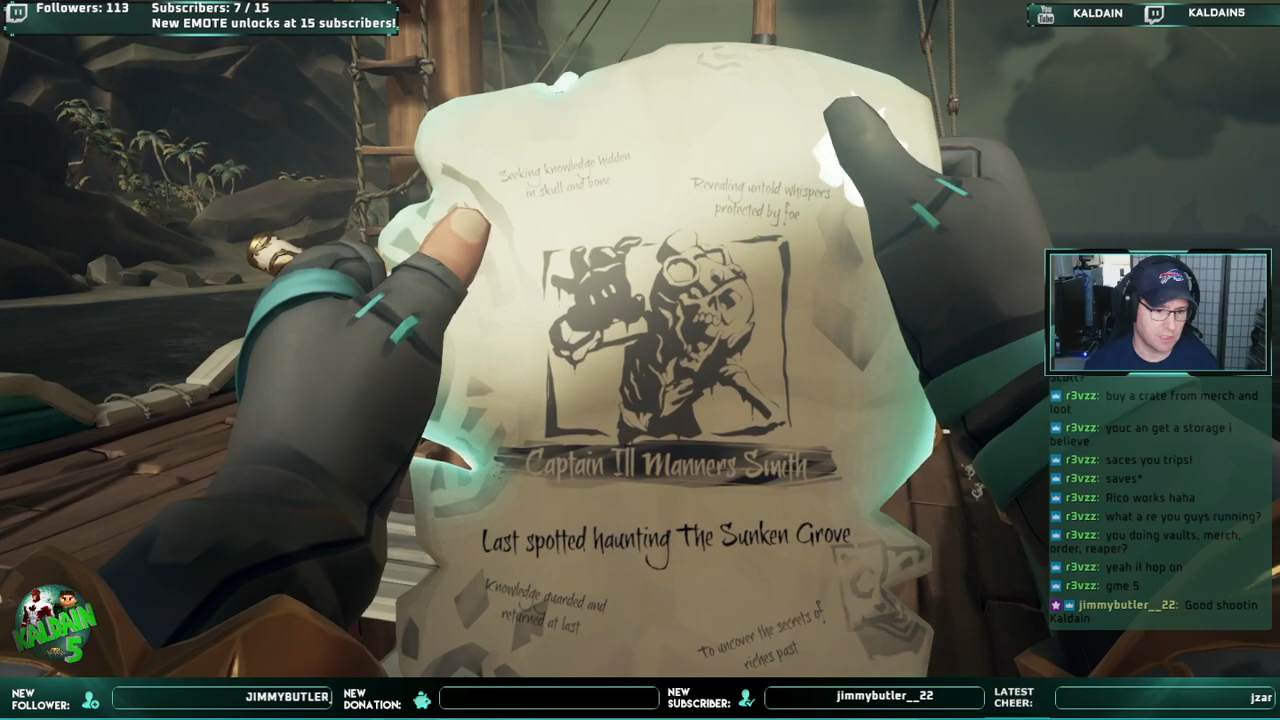 Followers: 113
Subscribers: 7 / 15
New EMOTE unlocks at 15 subscribers!
You Tube
KALDAIN
KALDAIN5
Seeking knowledge hidden
in skull and bone
Revealing untold whispers
protected by foe
Captain Ill Manners Smith
Last spotted haunting The Sunken Grove
Knowledge guarded and
returned at last
To uncover the secrets of
riches past
r3vzz: buy a crate from merch and
loot
r3vzz: youc an get a storage i
believe
r3vzz: saces you trips!
r3vzz: saves*
r3vzz: Rico works haha
r3vzz: what a re you guys running?
r3vzz: you doing vaults, merch,
order, reaper?
r3vzz: yeah il hop on
r3vzz: gme 5
jimmybutler__22: Good shootin
Kaldain
KALDAIN
5
NEW
FOLLOWER:
JIMMYBUTLER
NEW
DONATION:
NEW
SUBSCRIBER:
jimmybutler__22
LATEST
CHEER:
jzar